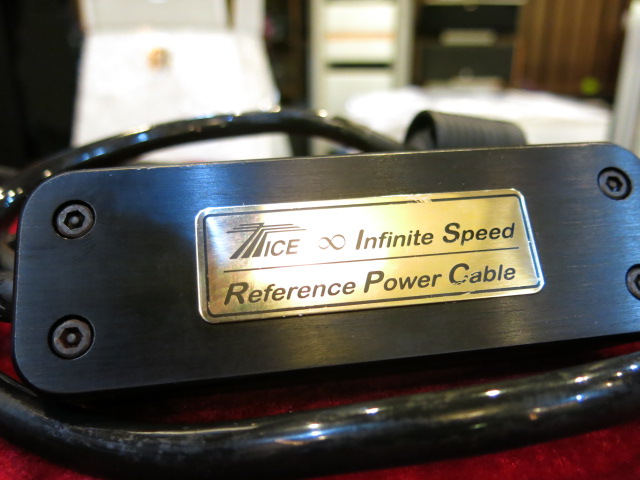 TICE ∞ Infinite Speed
Reference Power Cable